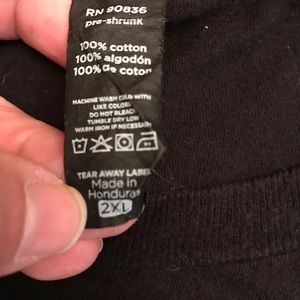 RN 90836
pre-shrunk
100% cotton
100% algodón
100% de coton
MACHINE WASH COLD WITH
LIKE COLORS
DO NOT BLEACH
TUMBLE DRY LOW
WARM IRON IF NECESSARY
TEAR AWAY LABEL
Made in
Honduras
2XL